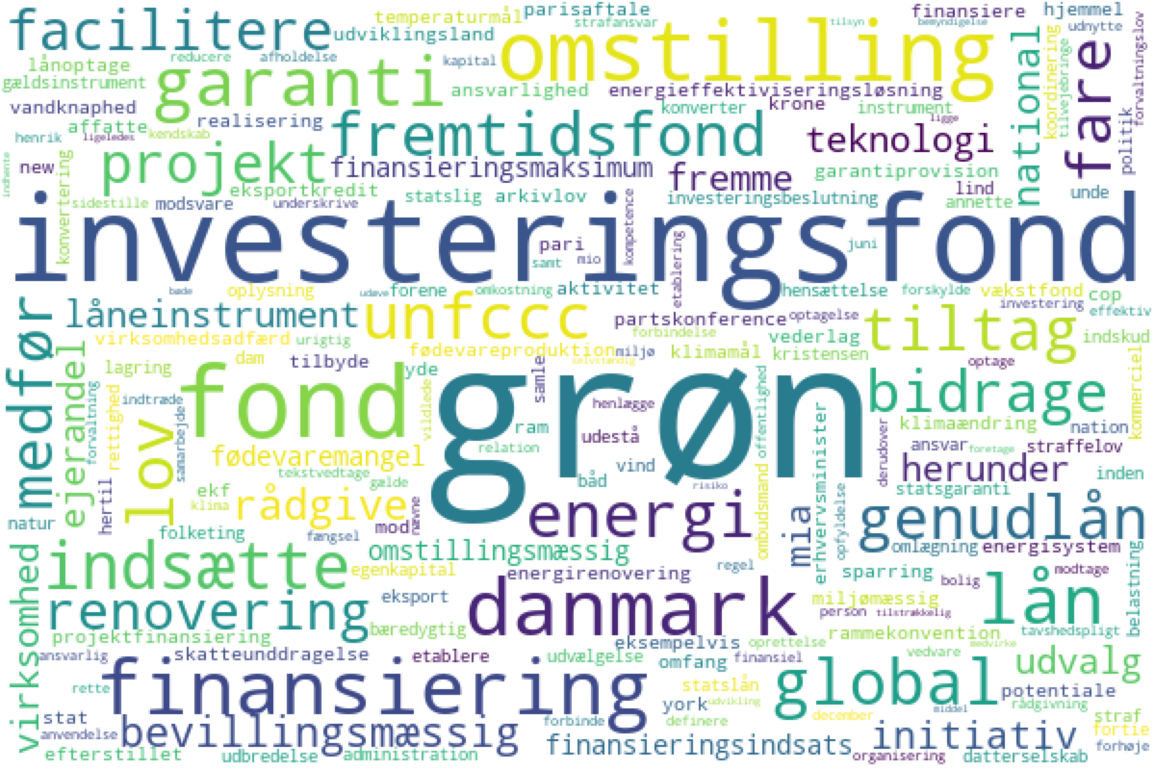 facilitere
temperaturmål
parisaftale
strafansvar
tilsyn
bemyndigelse
finansiere
hjemmel
udviklingsland
omstilling
udnytte
reducere
afholdelse
kapital
lånoptage
gældsinstrument
garanti
ansvarlighed
energieffektiviseringsløsning
national
koordinering
tilvejebringe
fare
politik
forvaltningslov
vandknaphed
realisering
konverter
krone
instrument
affatte
fremtidsfond
ligge
henrik
ligeledes
kendskab
teknologi
projekt
finansieringsmaksimum
fremme
garantiprovision
new
indhente
konvertering
eksportkredit
statslig
arkivlov
investeringsbeslutning
lind
annette
unde
sidestille
modsvare
underskrive
investeringsfond
pari
kompetence
etablering
juni
samt
mio
bæde
oplysning
udøve
forene
omkostning
aktivitet
hensættelse
forskylde
vækstfond
cop
investering
effektiv
medfør
låneinstrument
unfccc
partskonference
optagelse
tiltag
indskud
virksomhedsadfærd
urigtig
forbindelse
vederlag
fødevareproduktion
miljø
klimamål
kristensen
selvstændig
ejerandel
lagring
dam
tilbyde
yde
samle
optage
kommerciel
fond
grøn
bidrage
forvaltning
indtræde
vildlede
henlægge
offentlighed
klimaændring
nation
lov
rettighed
samarbejde
ram
udestå
relation
erhvervsminister
derudover
ansvar
straffelov
foretage
fødevaremangel
tekstvedtage
gælde
vind
båd
risiko
herunder
inden
hertil
ekf
klima
rådgive
statsgaranti
natur
mod
nævne
energi
ombudsmand
mia
opfyldelse
genudlån
folketing
fængsel
omstillingsmæssig
regel
omlægning
energisystem
virksomhed
indsætte
egenkapital
energirenovering
sparring
bolig
modtage
belastning
renovering
eksport
danmark
miljømæssig
person
tilstrækkelig
lån
projektfinansiering
bæredygtig
eksempelvis
oprettelse
rammekonvention
tavshedspligt
ansvarlig
skatteunddragelse
etablere
udvælgelse
omfang
finansiel
vedvare
medvirke
udvalg
rette
finansiering
statslån
global
potentiale
york
udvikling
middel
rådgivning
stat
anvendelse
bevillingsmæssig
forbinde
definere
december
straf
fortie
efterstillet
udbredelse
administration
finansieringsindsats
initiativ
forhøje
organisering
datterselskab